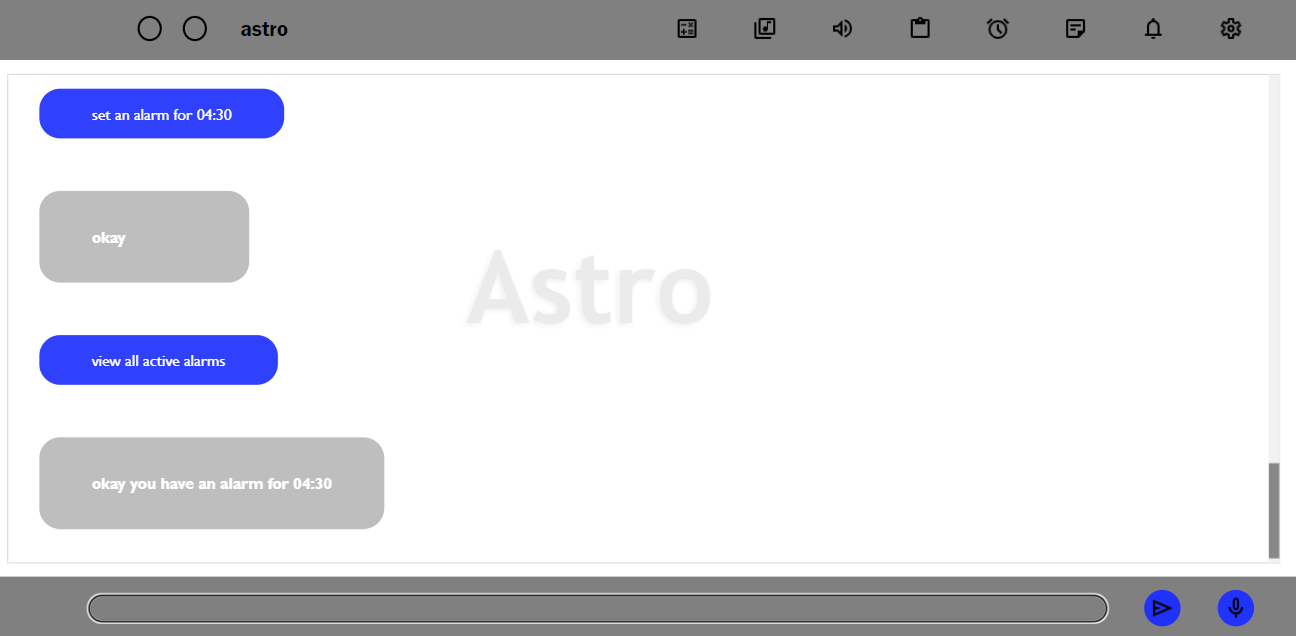 astro
set an alarm for 04:30
okay
Astro
view all active alarms
okay you have an alarm for 04:30